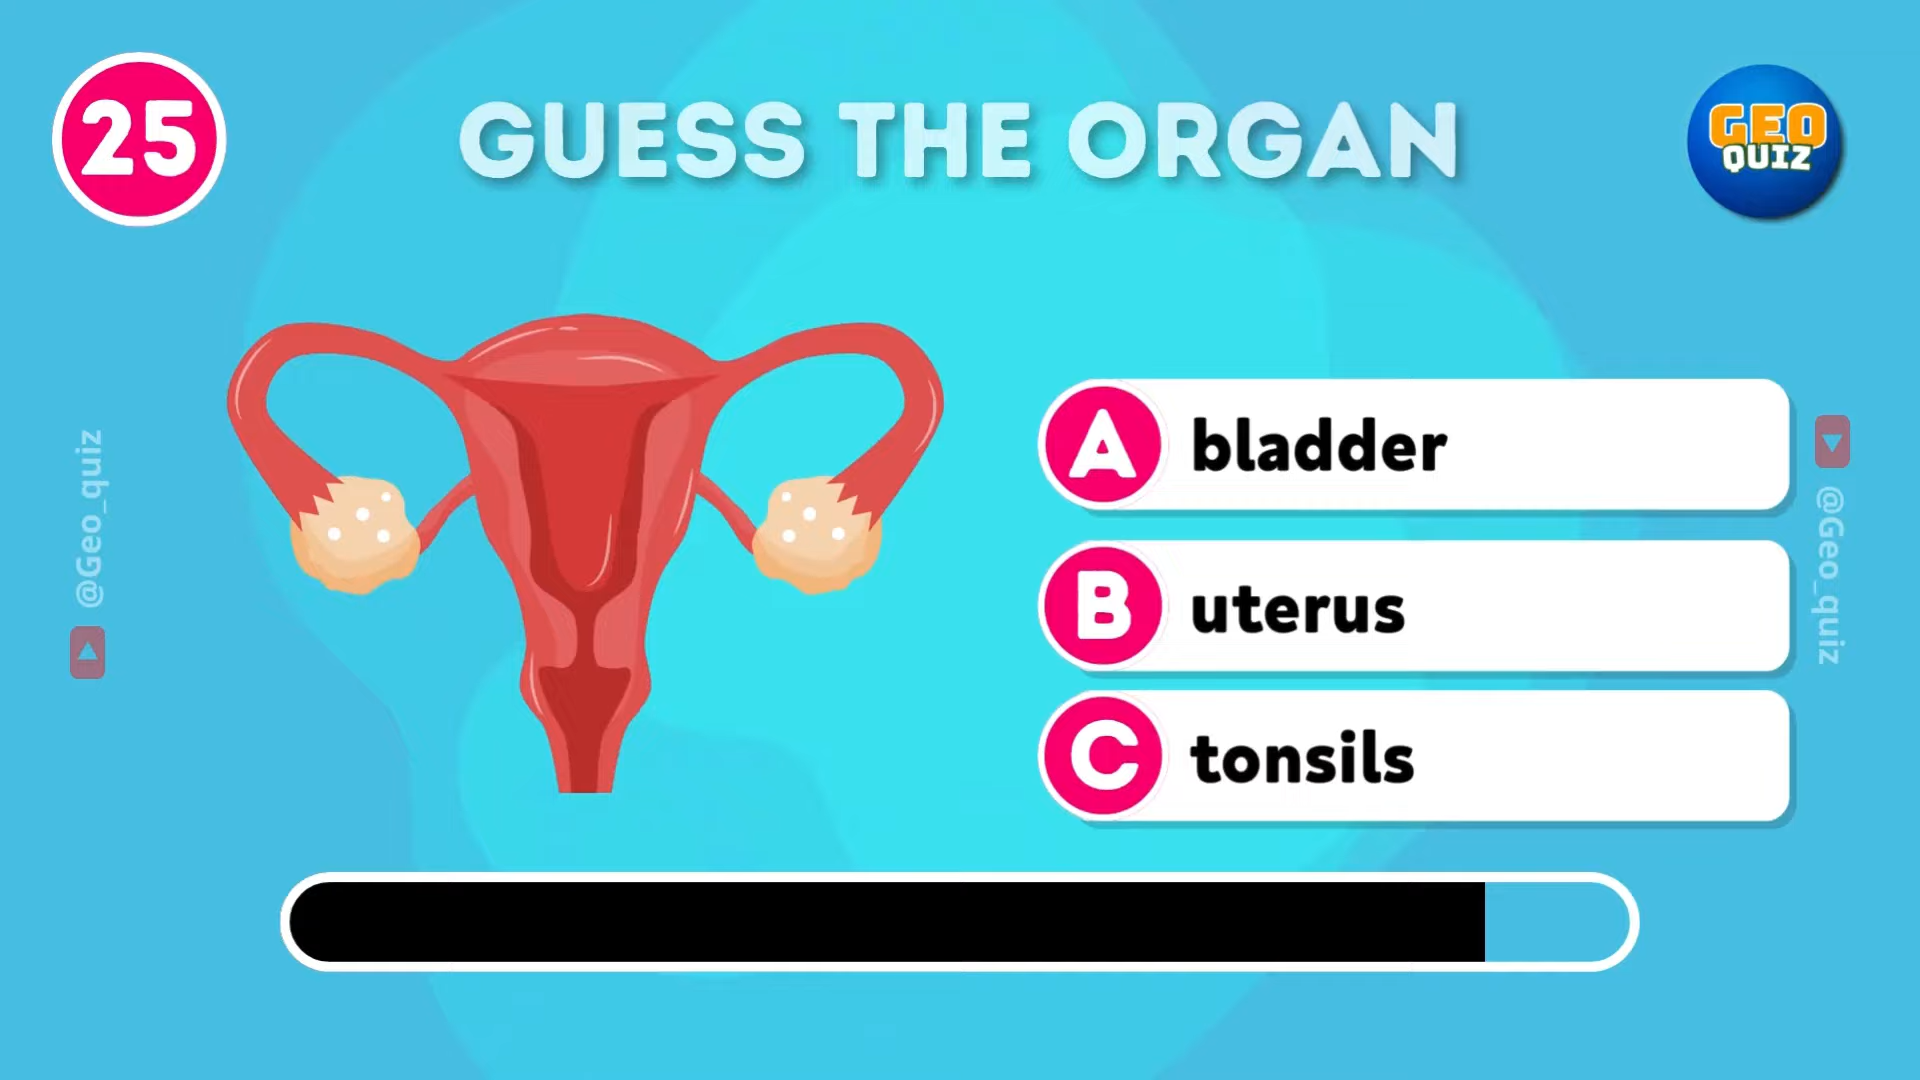 25
GUESS THE ORGAN
GEO
QUIZ
@Geo_quiz
A bladder
B uterus
C tonsils
@Geo_quiz